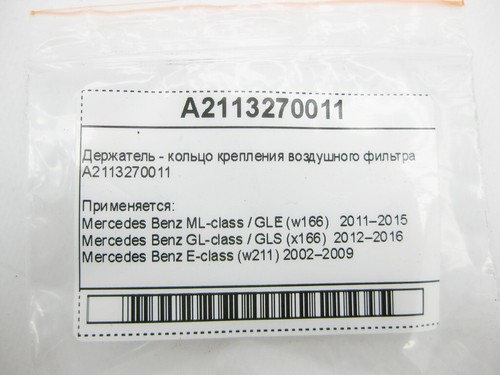 A2113270011
Держатель - кольцо крепления воздушного фильтра
A2113270011
Применяется:
Mercedes Benz ML-class / GLE (w166) 2011–2015
Mercedes Benz GL-class / GLS (x166) 2012–2016
Mercedes Benz E-class (w211) 2002–2009